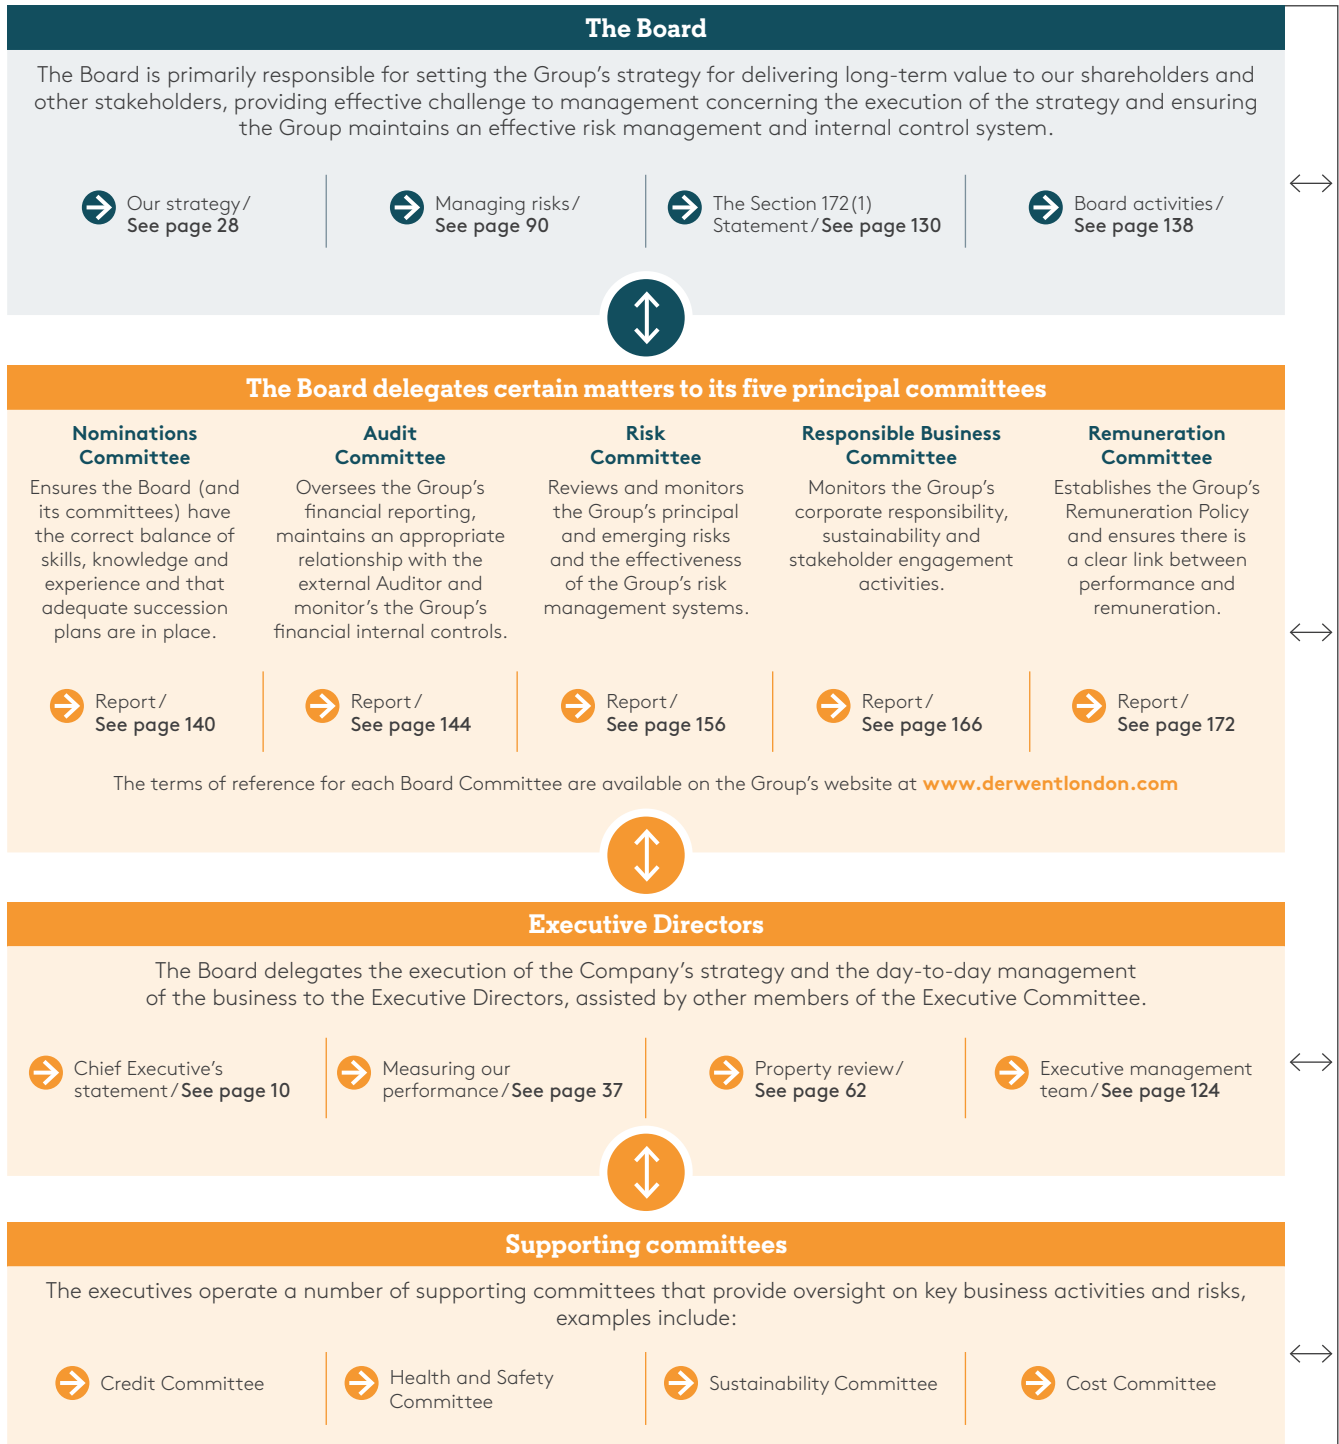 The Board
The Board is primarily responsible for setting the Group's strategy for delivering long-term value to our shareholders and
other stakeholders, providing effective challenge to management concerning the execution of the strategy and ensuring
the Group maintains an effective risk management and internal control system.
Our strategy/
See page 28
Managing risks/
See page 90
The Section 172(1)
Statement/See page 130
Board activities/
See page 138
The Board delegates certain matters to its five principal committees
Nominations
Committee
Ensures the Board (and
its committees) have
the correct balance of
skills, knowledge and
experience and that
adequate succession
plans are in place.
Report/
See page 140
Audit
Committee
Oversees the Group's
financial reporting,
maintains an appropriate
relationship with the
external Auditor and
monitor's the Group's
financial internal controls.
Report/
See page 144
Risk
Committee
Reviews and monitors
the Group's principal
and emerging risks
and the effectiveness
of the Group's risk
management systems.
Report/
See page 156
Responsible Business
Committee
Monitors the Group's
corporate responsibility,
sustainability and
stakeholder engagement
activities.
Report/
See page 166
Remuneration
Committee
Establishes the Group's
Remuneration Policy
and ensures there is
a clear link between
performance and
remuneration.
Report/
See page 172
The terms of reference for each Board Committee are available on the Group's website at www.derwentlondon.com
Executive Directors
The Board delegates the execution of the Company's strategy and the day-to-day management
of the business to the Executive Directors, assisted by other members of the Executive Committee.
Chief Executive's
statement/See page 10
Measuring our
performance/See page 37
Property review/
See page 62
Executive management
team/See page 124
Supporting committees
The executives operate a number of supporting committees that provide oversight on key business activities and risks,
examples include:
Credit Committee
Health and Safety
Committee
Sustainability Committee
Cost Committee